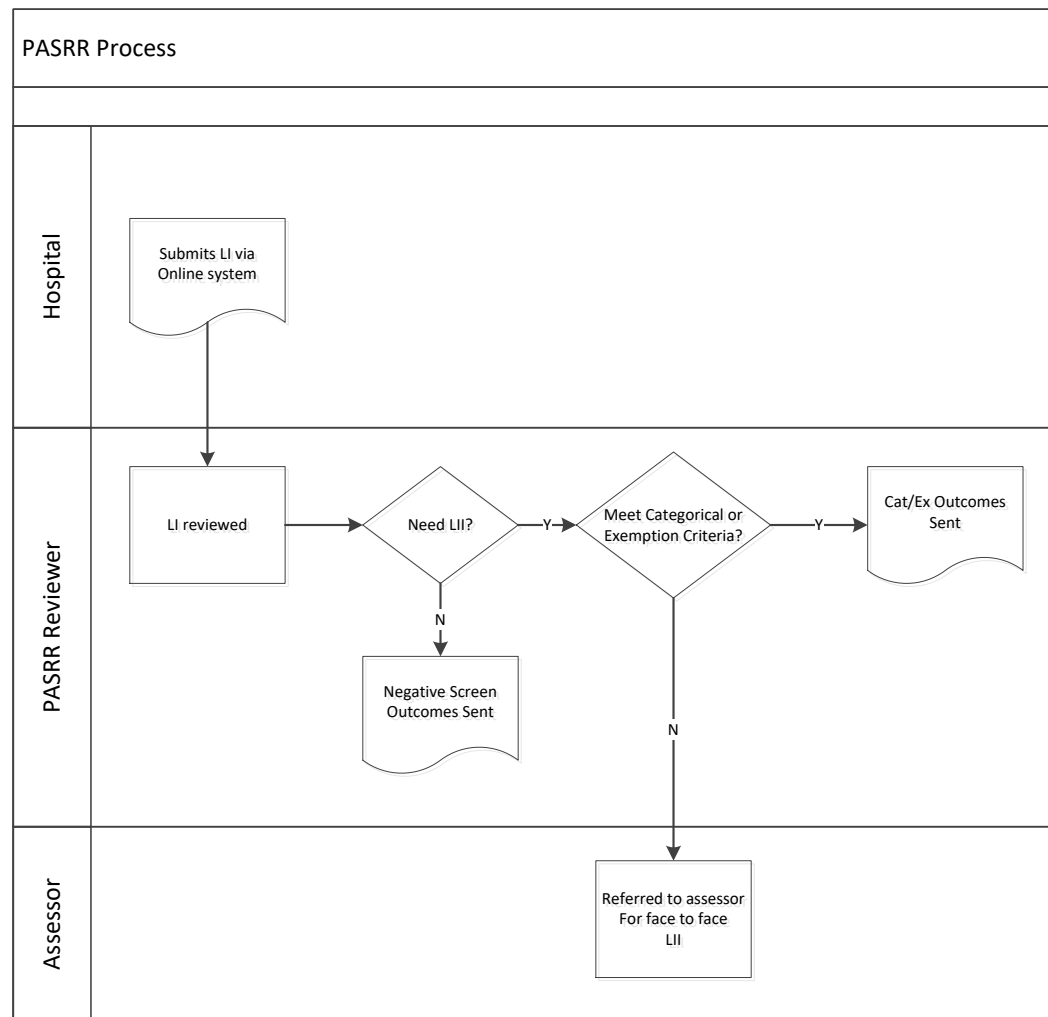 PASRR Process
Hospital
Submits LI via
Online system
PASRR Reviewer
LI reviewed
Need LII?
Y
Meet Categorical or
Exemption Criteria?
Y
Cat/Ex Outcomes
Sent
N
Negative Screen
Outcomes Sent
N
Assessor
Referred to assessor
For face to face
LII